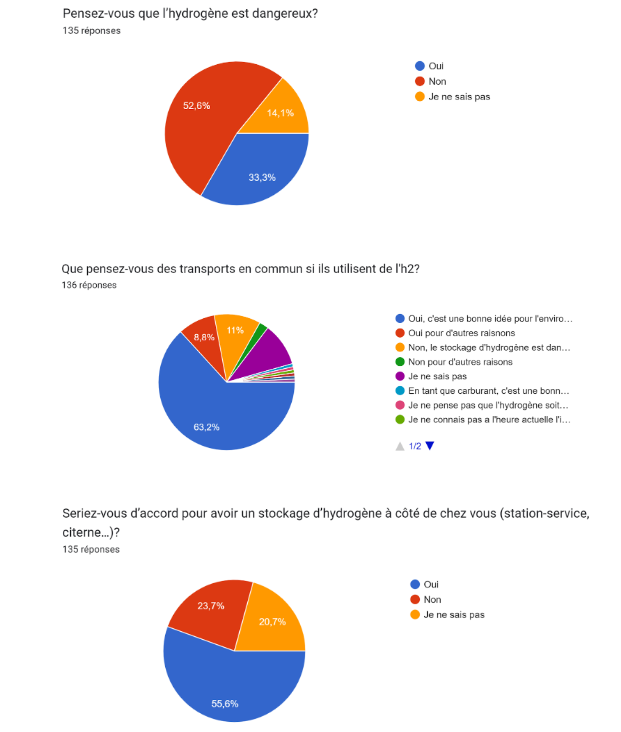 Pensez-vous que l'hydrogène est dangereux?
135 réponses
Oui
Non
Je ne sais pas
52,6%
14,1%
33,3%
Que pensez-vous des transports en commun si ils utilisent de l'h2?
136 réponses
Oui, c'est une bonne idée pour l'enviro…
Oui pour d'autres raisnons
Non, le stockage d'hydrogène est dan…
Non pour d'autres raisons
Je ne sais pas
En tant que carburant, c'est une bonn…
Je ne pense pas que l'hydrogène soit…
Je ne connais pas a l'heure actuelle l'i…
1/2
8,8%
11%
63,2%
Seriez-vous d'accord pour avoir un stockage d'hydrogène à côté de chez vous (station-service,
citerne…)?
135 réponses
Oui
Non
Je ne sais pas
23,7%
20,7%
55,6%